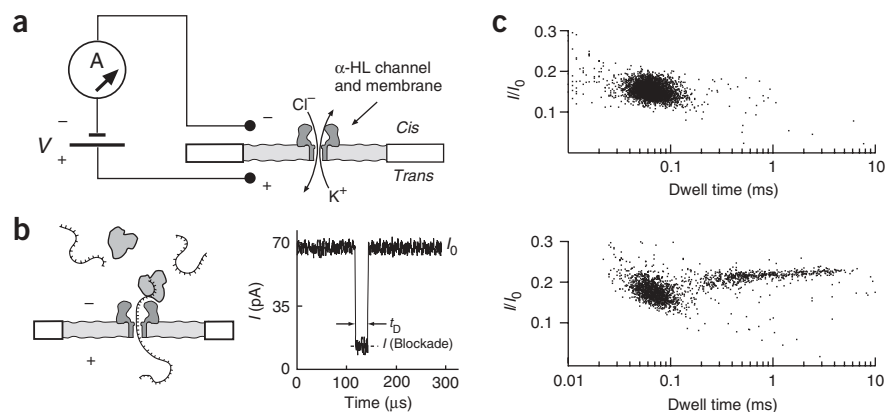 a
A
V
−
+
−
+
Cl−
α-HL channel
and membrane
Cis
Trans
K+
b
−
+
I (pA)
70
35
0
I0
tD
I (Blockade)
0 100 200 300
Time (μs)
c
I/I0
0.3
0.2
0.1
0.1 1 10
Dwell time (ms)
I/I0
0.3
0.2
0.1
0.01 0.1 1 10
Dwell time (ms)